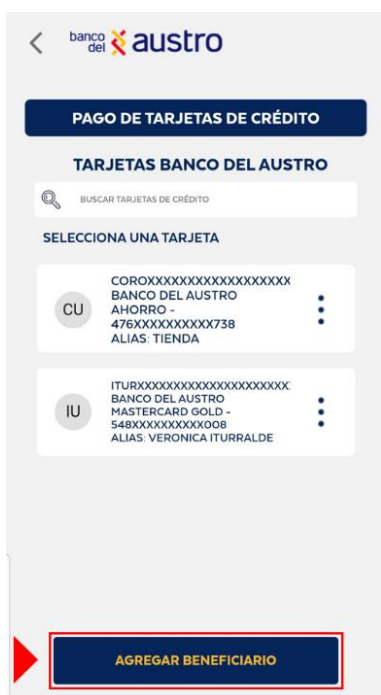 banco del austro
PAGO DE TARJETAS DE CRÉDITO
TARJETAS BANCO DEL AUSTRO
BUSCAR TARJETAS DE CRÉDITO
SELECCIONA UNA TARJETA
CU
COROXXXXXXXXXXXXXXXXXXX
BANCO DEL AUSTRO
AHORRO -
476XXXXXXXXXX738
ALIAS: TIENDA
IU
ITURXXXXXXXXXXXXXXXXXXXXXX
BANCO DEL AUSTRO
MASTERCARD GOLD -
548XXXXXXXXXX008
ALIAS: VERONICA ITURRALDE
AGREGAR BENEFICIARIO